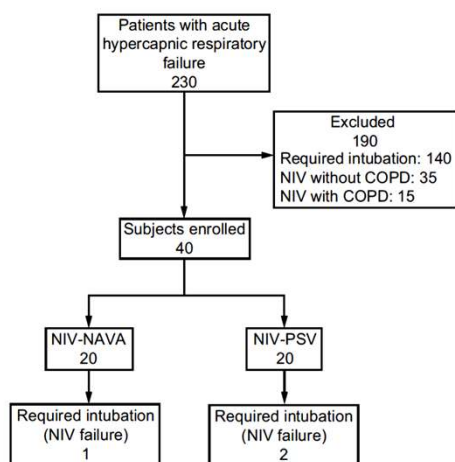 Patients with acute
hypercapnic respiratory
failure
230
Excluded
190
Required intubation: 140
NIV without COPD: 35
NIV with COPD: 15
Subjects enrolled
40
NIV-NAVA
20
NIV-PSV
20
Required intubation
(NIV failure)
1
Required intubation
(NIV failure)
2